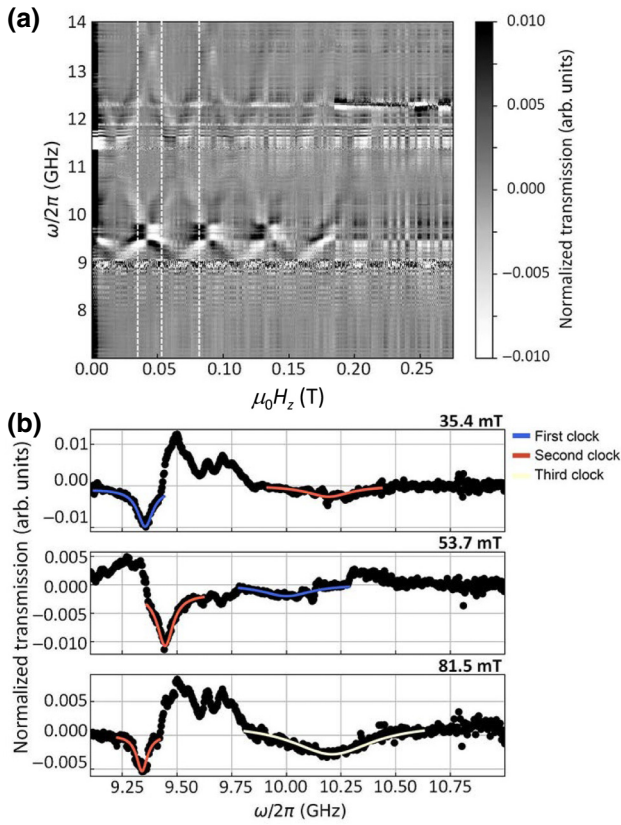 (a)
14
13
12
11
10
9
8
ω/2π (GHz)
0.00 0.05 0.10 0.15 0.20 0.25
μ₀H_z (T)
0.010
0.005
0.000
−0.005
−0.010
Normalized transmission (arb. units)
(b)
35.4 mT
0.01
0.00
−0.01
First clock
Second clock
Third clock
53.7 mT
0.005
0.000
−0.005
−0.010
81.5 mT
0.005
0.000
−0.005
Normalized transmission (arb. units)
9.25 9.50 9.75 10.00 10.25 10.50 10.75
ω/2π (GHz)